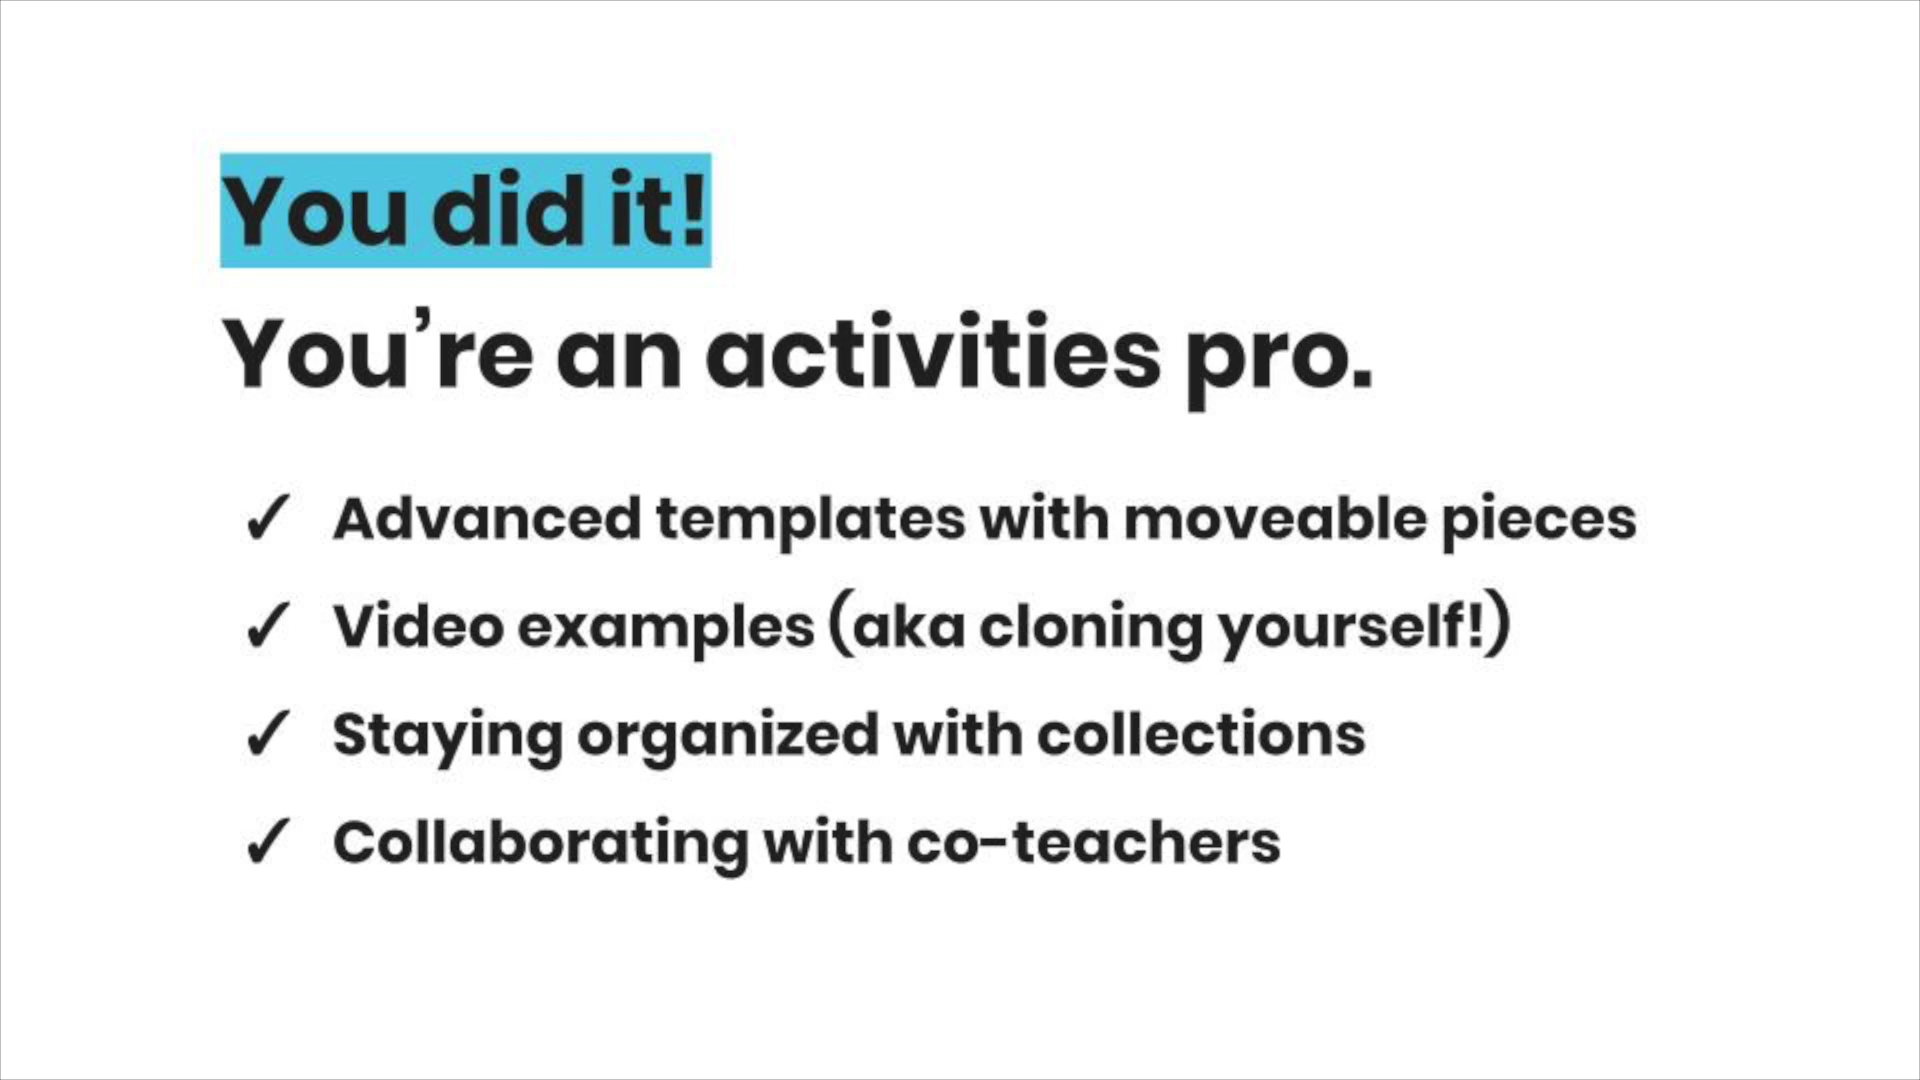 You did it!
You’re an activities pro.
✓ Advanced templates with moveable pieces
✓ Video examples (aka cloning yourself!)
✓ Staying organized with collections
✓ Collaborating with co-teachers